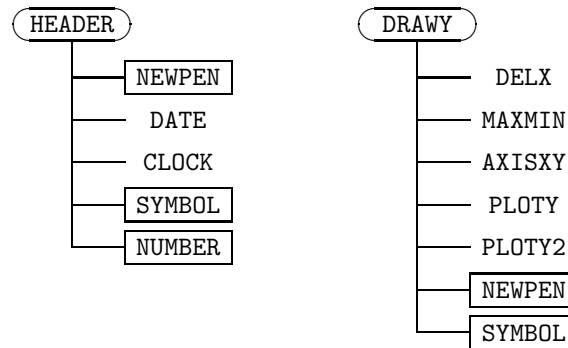 HEADER
NEWPEN
DATE
CLOCK
SYMBOL
NUMBER
DRAWY
DELX
MAXMIN
AXISXY
PLOTY
PLOTY2
NEWPEN
SYMBOL